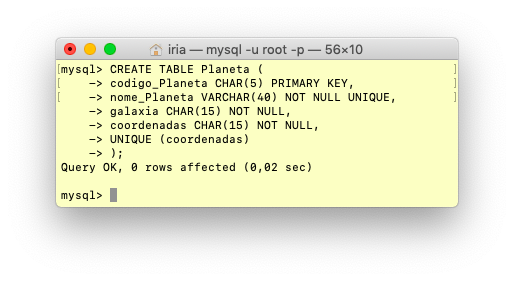 iria — mysql -u root -p — 56×10
[mysql> CREATE TABLE Planeta (                           ]
[    -> codigo_Planeta CHAR(5) PRIMARY KEY,              ]
[    -> nome_Planeta VARCHAR(40) NOT NULL UNIQUE,        ]
    -> galaxia CHAR(15) NOT NULL,
    -> coordenadas CHAR(15) NOT NULL,
    -> UNIQUE (coordenadas)
    -> );
Query OK, 0 rows affected (0,02 sec)
mysql>